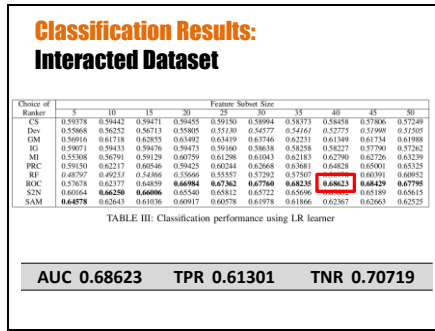 Classification Results:
Interacted Dataset
Choice of Feature Subset Size
Ranker 5 10 15 20 25 30 35 40 45 50
CS 0.59378 0.59442 0.59471 0.59455 0.59150 0.58994 0.58373 0.58458 0.57806 0.57249
Dev 0.55868 0.56252 0.56713 0.55805 0.55130 0.54577 0.54161 0.52775 0.51998 0.51505
GM 0.56916 0.61718 0.62855 0.63492 0.63419 0.63746 0.62231 0.61349 0.61734 0.61988
IG 0.59071 0.59433 0.59476 0.59473 0.59160 0.58638 0.58258 0.58227 0.57790 0.57262
MI 0.55308 0.56791 0.59129 0.60759 0.61298 0.61043 0.62183 0.62790 0.62726 0.63239
PRC 0.59150 0.62217 0.60546 0.59425 0.60244 0.62668 0.63681 0.64828 0.65001 0.65325
RF 0.48797 0.49253 0.54366 0.55666 0.55557 0.57292 0.57507 0.60391 0.60952
ROC 0.57678 0.62377 0.64859 0.66984 0.67362 0.67760 0.68235 0.68623 0.68429 0.67795
S2N 0.60164 0.66250 0.66006 0.65540 0.65812 0.65722 0.65696 0.65189 0.65615
SAM 0.64578 0.62643 0.61036 0.60917 0.60578 0.61978 0.61866 0.62367 0.62663 0.62525
TABLE III: Classification performance using LR learner
AUC 0.68623 TPR 0.61301 TNR 0.70719